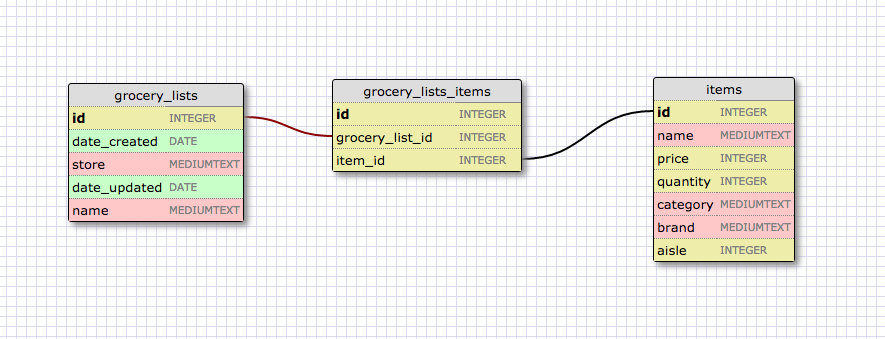 grocery_lists
id INTEGER
date_created DATE
store MEDIUMTEXT
date_updated DATE
name MEDIUMTEXT
grocery_lists_items
id INTEGER
grocery_list_id INTEGER
item_id INTEGER
items
id INTEGER
name MEDIUMTEXT
price INTEGER
quantity INTEGER
category MEDIUMTEXT
brand MEDIUMTEXT
aisle INTEGER